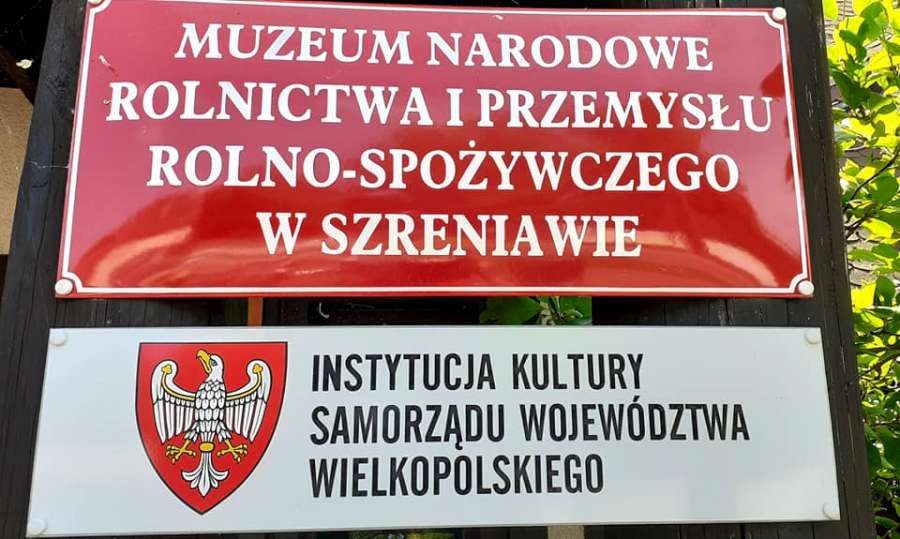 MUZEUM NARODOWE
ROLNICTWA I PRZEMYSŁU
ROLNO-SPOŻYWCZEGO
W SZRENIAWIE
INSTYTUCJA KULTURY
SAMORZĄDU WOJEWÓDZTWA
WIELKOPOLSKIEGO